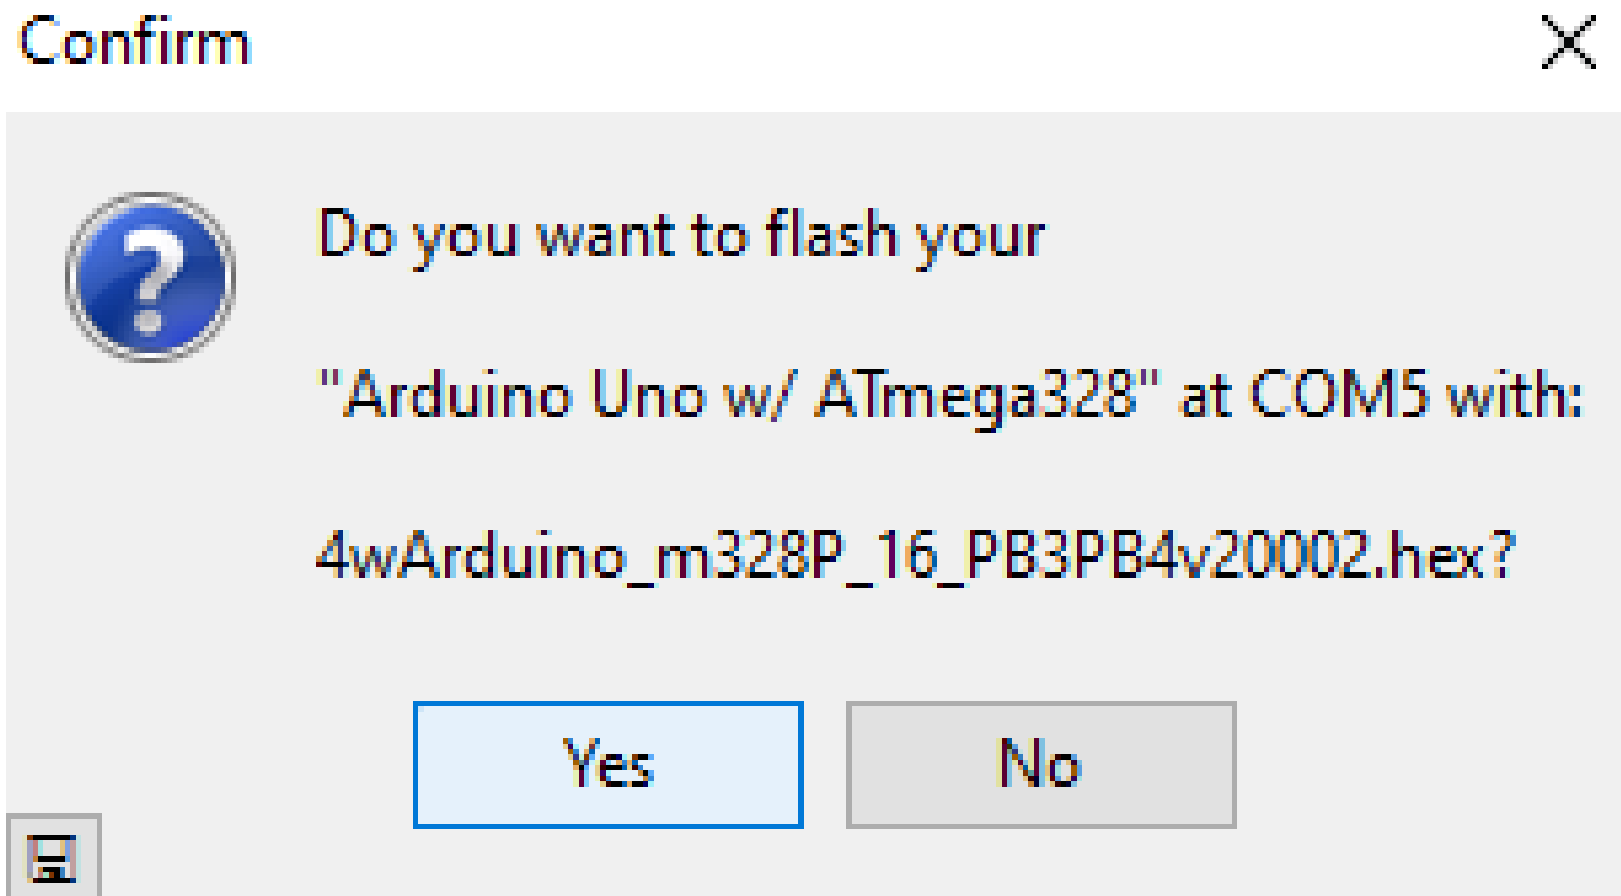 Confirm
Do you want to flash your
"Arduino Uno w/ ATmega328" at COM5 with:
4wArduino_m328P_16_PB3PB4v20002.hex?
Yes
No